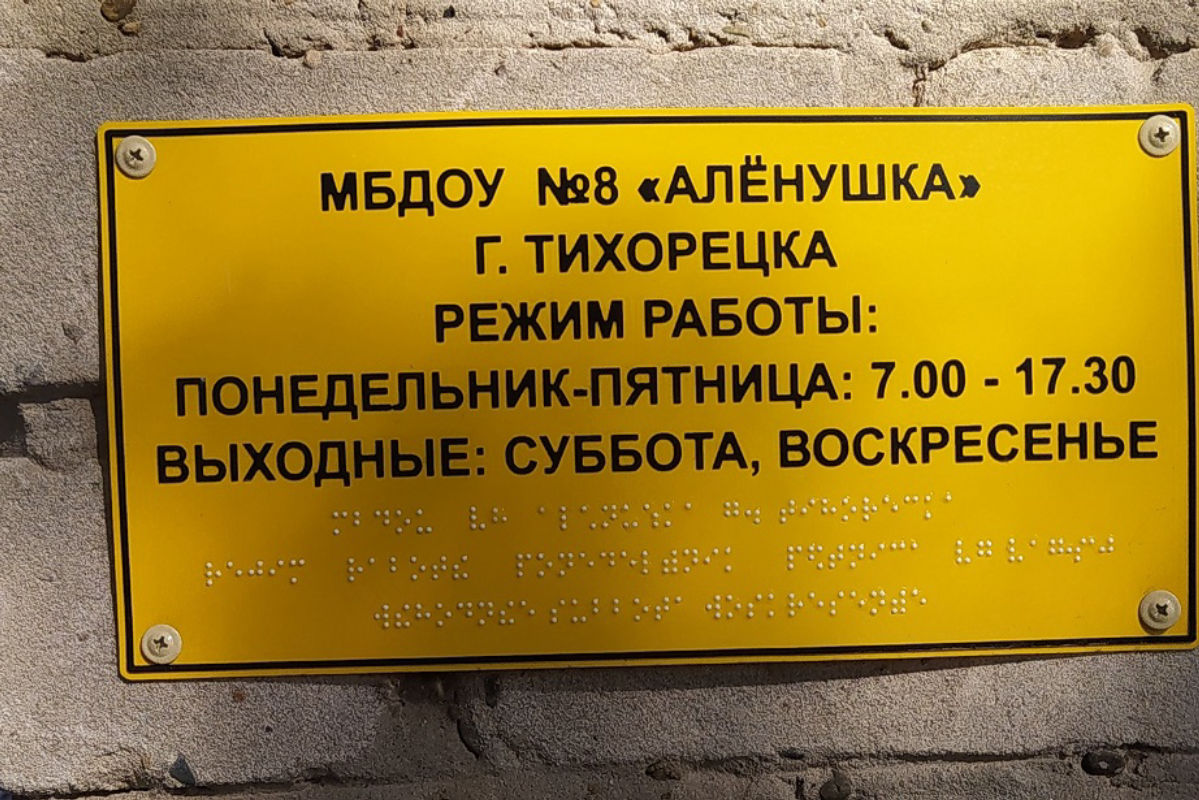 МБДОУ №8 «АЛЁНУШКА»
Г. ТИХОРЕЦКА
РЕЖИМ РАБОТЫ:
ПОНЕДЕЛЬНИК-ПЯТНИЦА: 7.00 - 17.30
ВЫХОДНЫЕ: СУББОТА, ВОСКРЕСЕНЬЕ